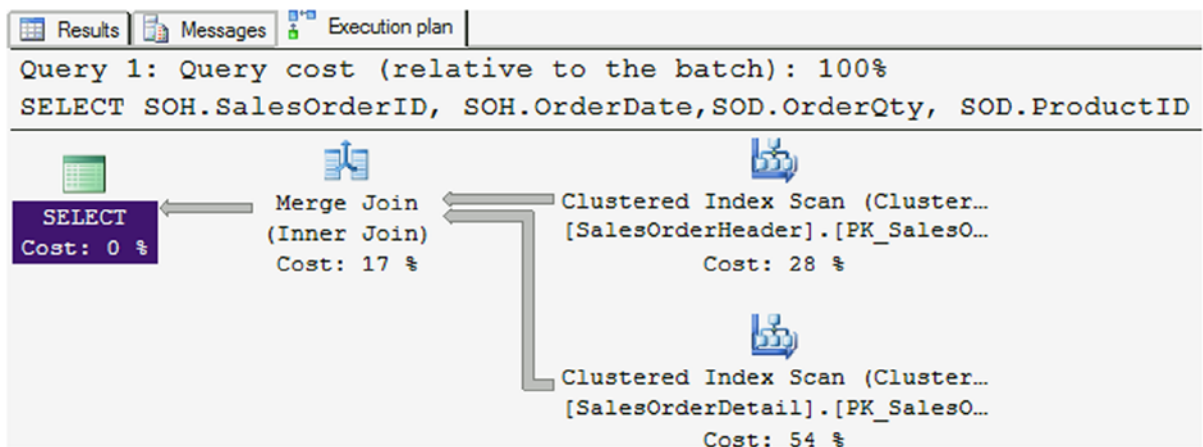 Results Messages Execution plan
Query 1: Query cost (relative to the batch): 100%
SELECT SOH.SalesOrderID, SOH.OrderDate,SOD.OrderQty, SOD.ProductID
SELECT
Cost: 0 %
Merge Join
(Inner Join)
Cost: 17 %
Clustered Index Scan (Cluster…
[SalesOrderHeader].[PK_SalesO…
Cost: 28 %
Clustered Index Scan (Cluster…
[SalesOrderDetail].[PK_SalesO…
Cost: 54 %